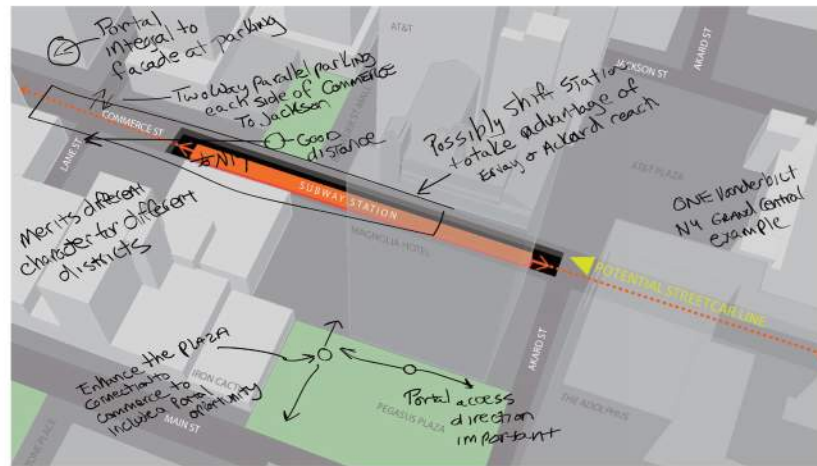 Portal
integral to
facade at parking
AT&T
AKARD ST
JACKSON ST
Two Way Parallel parking
each side of Commerce
To Jackson
Possibly Shift Station
to take advantage of
Ervay or Ackard reach
COMMERCE ST
LANE ST
Good
distance
AT&T PLAZA
SUBWAY STATION
ONE Vanderbilt
NY Grand Central
example
Merits different
character for different
districts
MAGNOLIA HOTEL
POTENTIAL STREETCAR LINE
AKARD ST
Enhance the PLAZA
connection to
commerce to
includes Portal
opportunity
IRON CACTUS
MAIN ST
PEGASUS PLAZA
Portal access
direction
important
THE ADOLPHUS